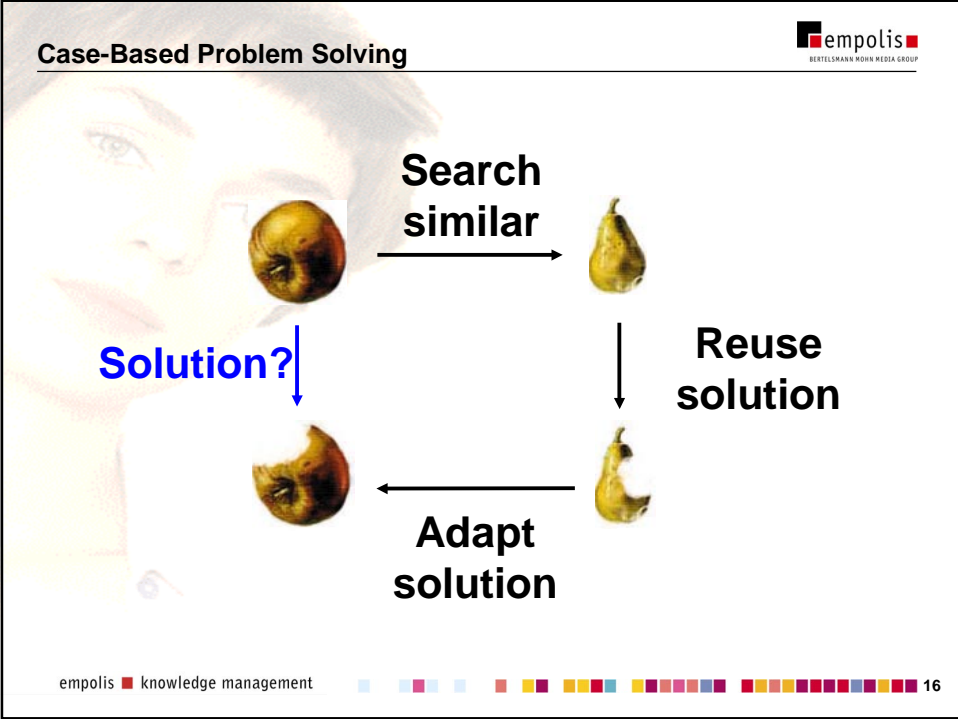 Case-Based Problem Solving
empolis
BERTELSMANN MOHN MEDIA GROUP
Search
similar
Solution?
Reuse
solution
Adapt
solution
empolis knowledge management
16